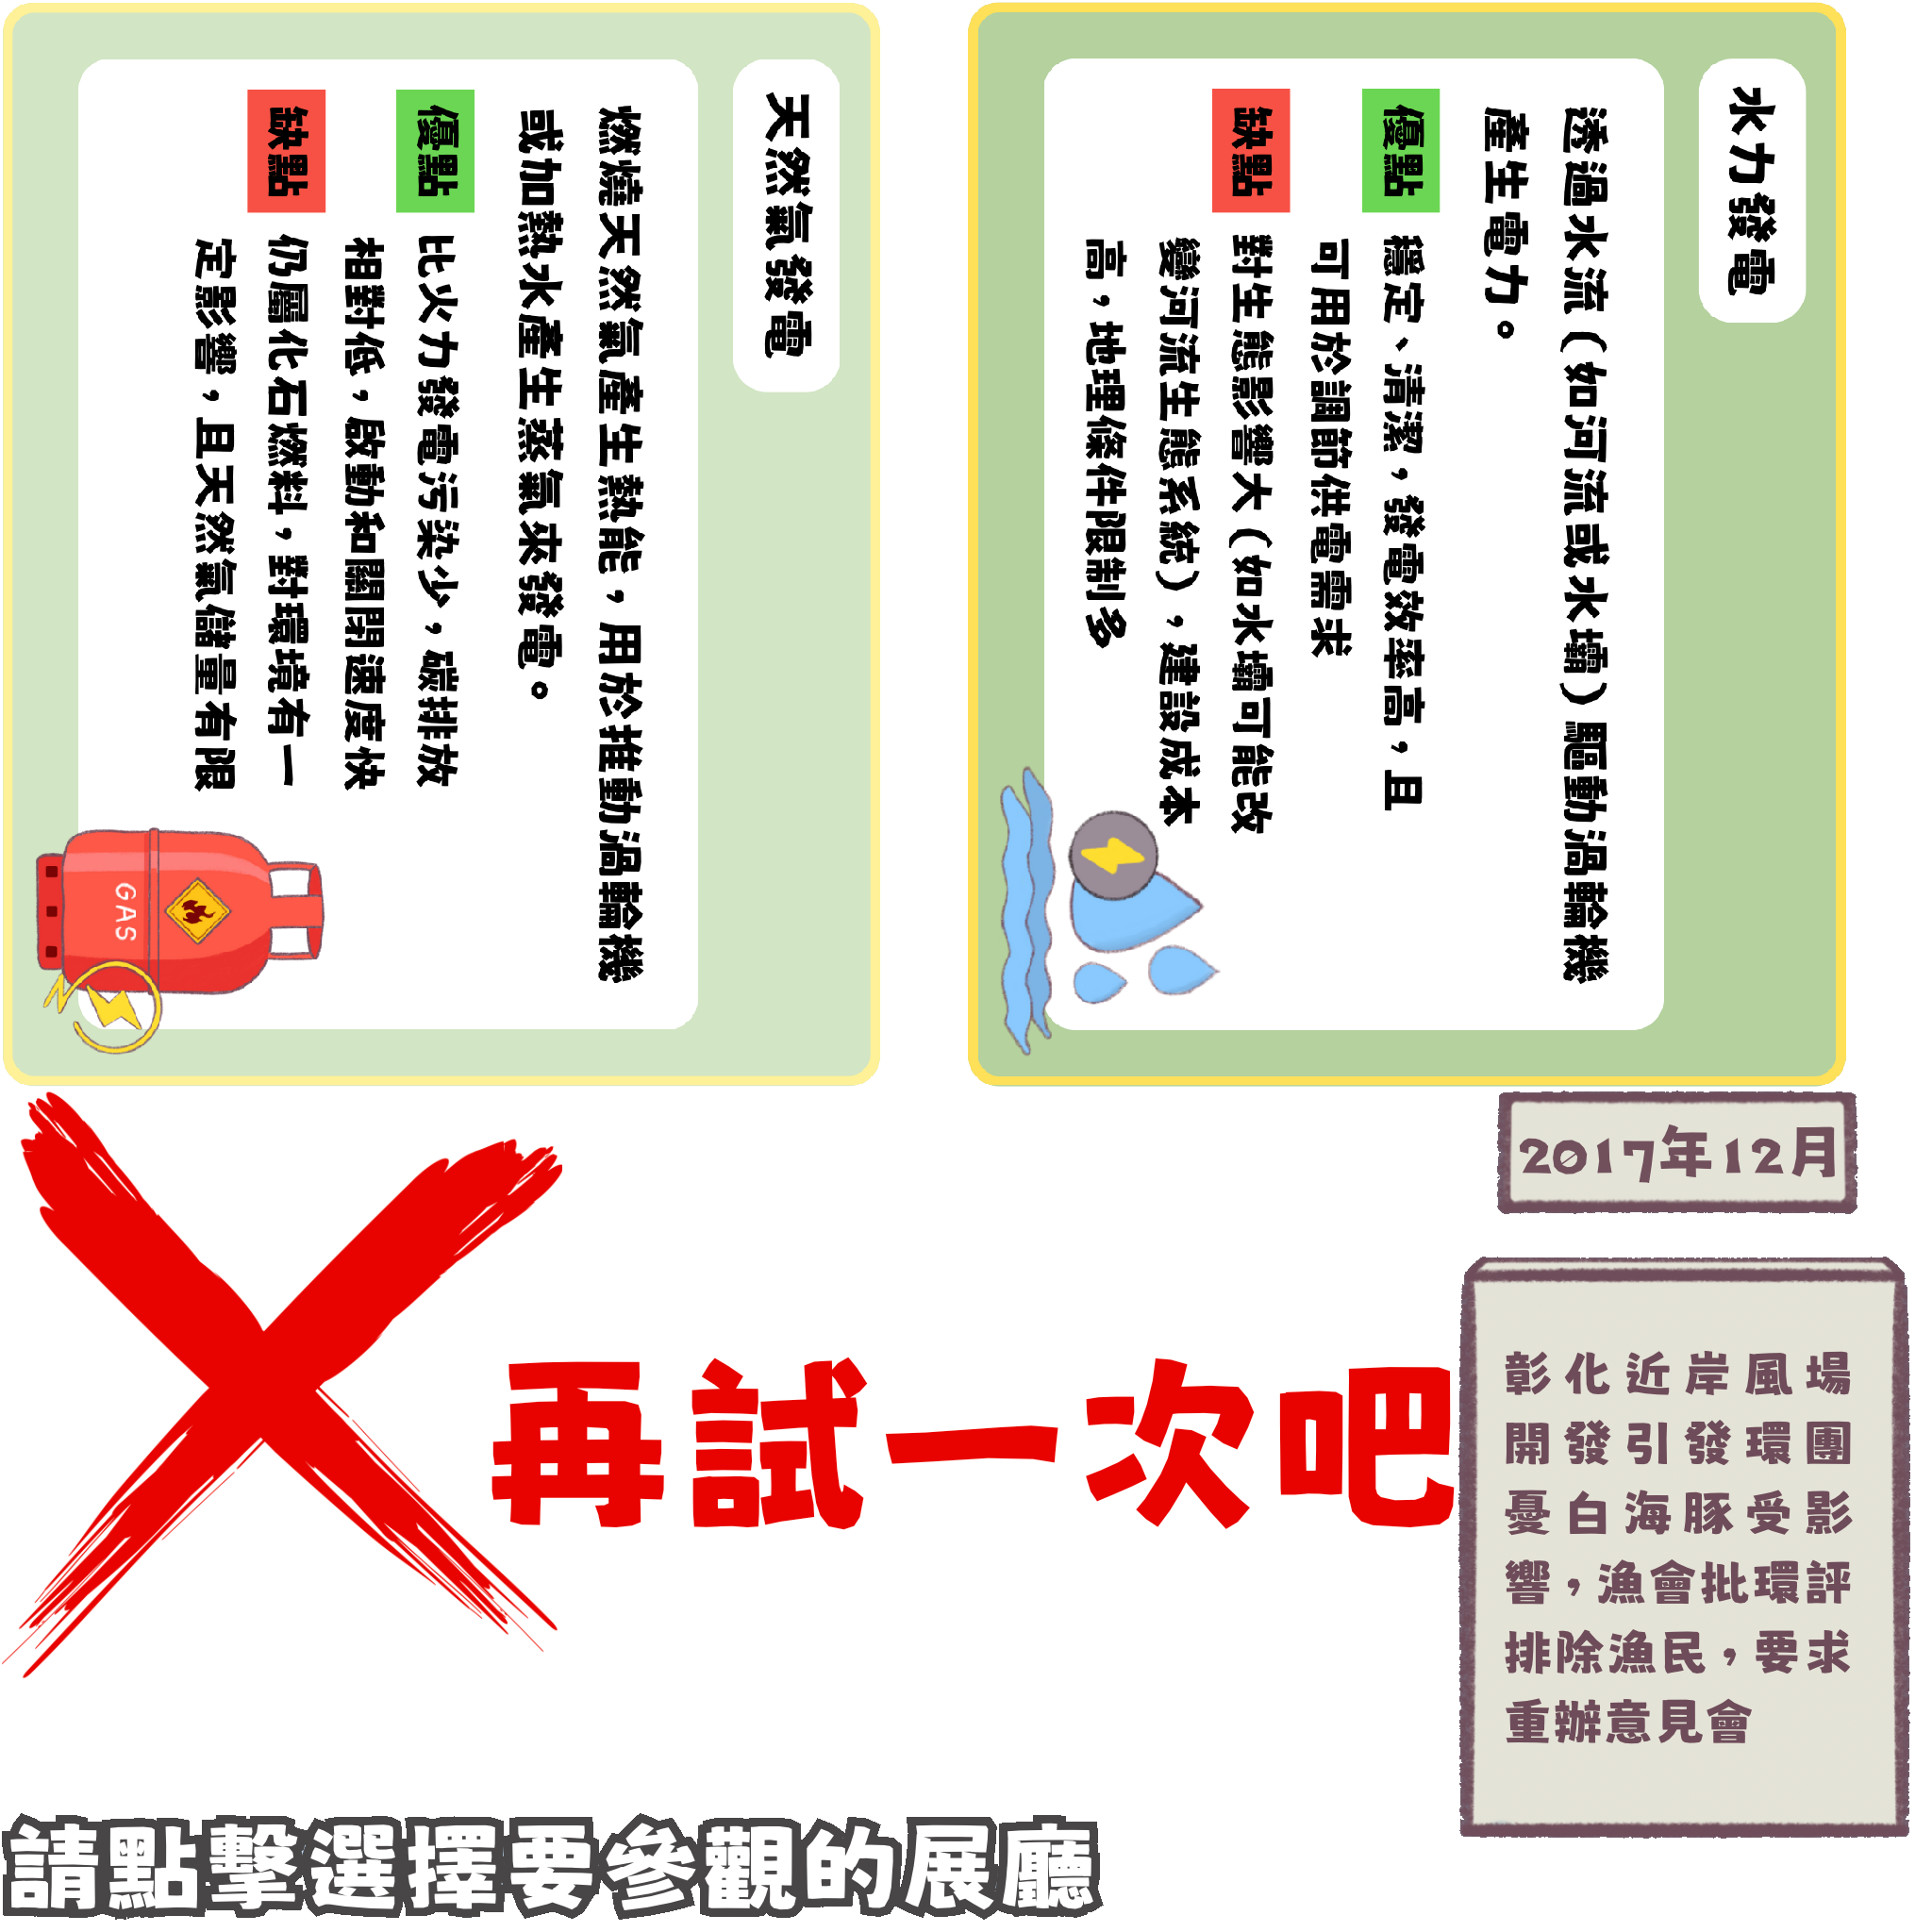 天然氣發電
燃燒天然氣產生熱能，用於推動渦輪機
或加熱水產生蒸氣來發電。
優點
比火力發電污染少，碳排放
相對低，啟動和關閉速度快
缺點
仍屬化石燃料，對環境有一
定影響，且天然氣儲量有限
GAS
水力發電
透過水流（如河流或水壩）驅動渦輪機
產生電力。
優點
穩定、清潔，發電效率高，且
可用於調節供電需求
缺點
對生態影響大（如水壩可能改
變河流生態系統），建設成本
高，地理條件限制多
2017年12月
彰化近岸風場
開發引發環團
憂白海豚受影
響，漁會批環評
排除漁民，要求
重辦意見會
再試一次吧
請點擊選擇要參觀的展廳